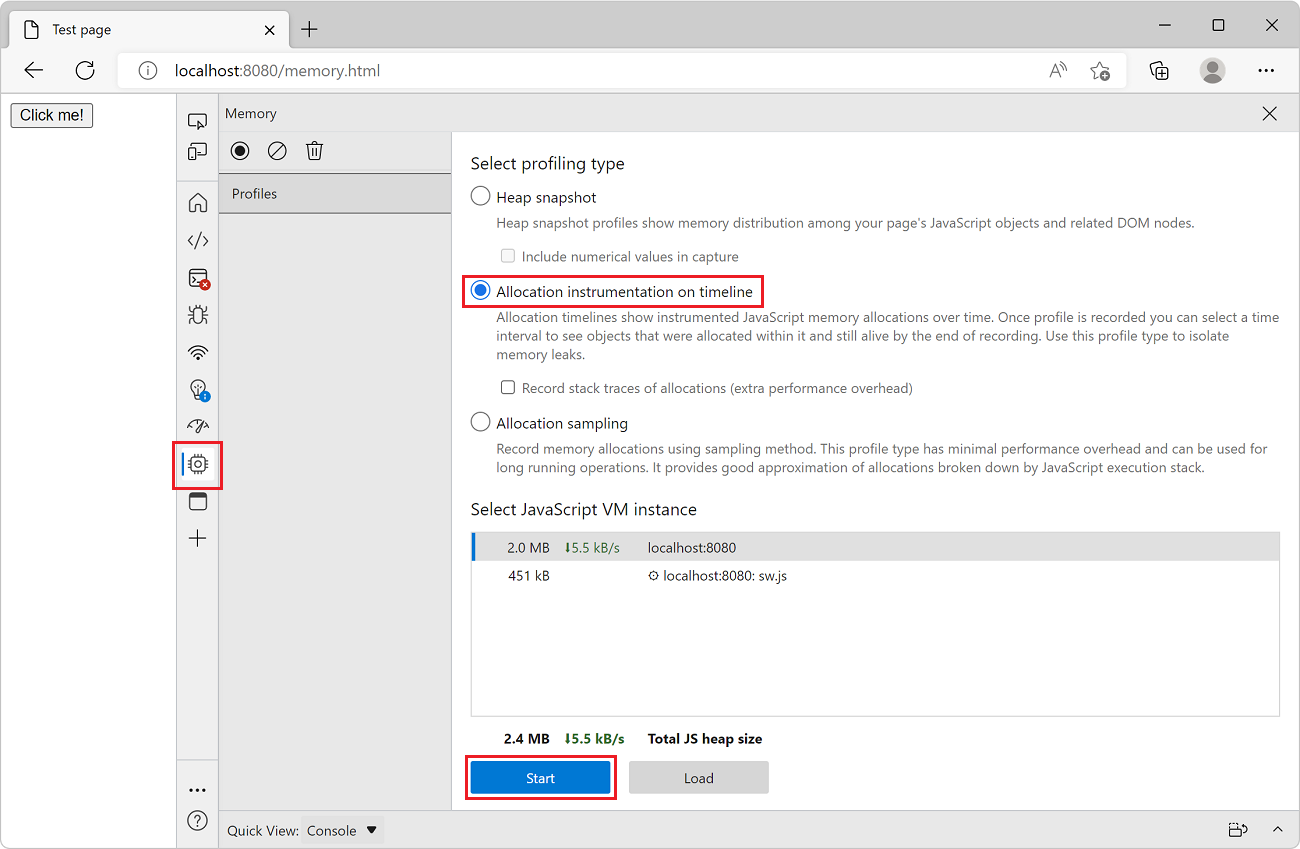 Test page
localhost:8080/memory.html
Click me!
Memory
Profiles
Select profiling type
Heap snapshot
Heap snapshot profiles show memory distribution among your page's JavaScript objects and related DOM nodes.
Include numerical values in capture
Allocation instrumentation on timeline
Allocation timelines show instrumented JavaScript memory allocations over time. Once profile is recorded you can select a time
interval to see objects that were allocated within it and still alive by the end of recording. Use this profile type to isolate
memory leaks.
Record stack traces of allocations (extra performance overhead)
Allocation sampling
Record memory allocations using sampling method. This profile type has minimal performance overhead and can be used for
long running operations. It provides good approximation of allocations broken down by JavaScript execution stack.
Select JavaScript VM instance
2.0 MB ⬇5.5 kB/s localhost:8080
451 kB localhost:8080: sw.js
2.4 MB ⬇5.5 kB/s Total JS heap size
Start Load
Quick View: Console